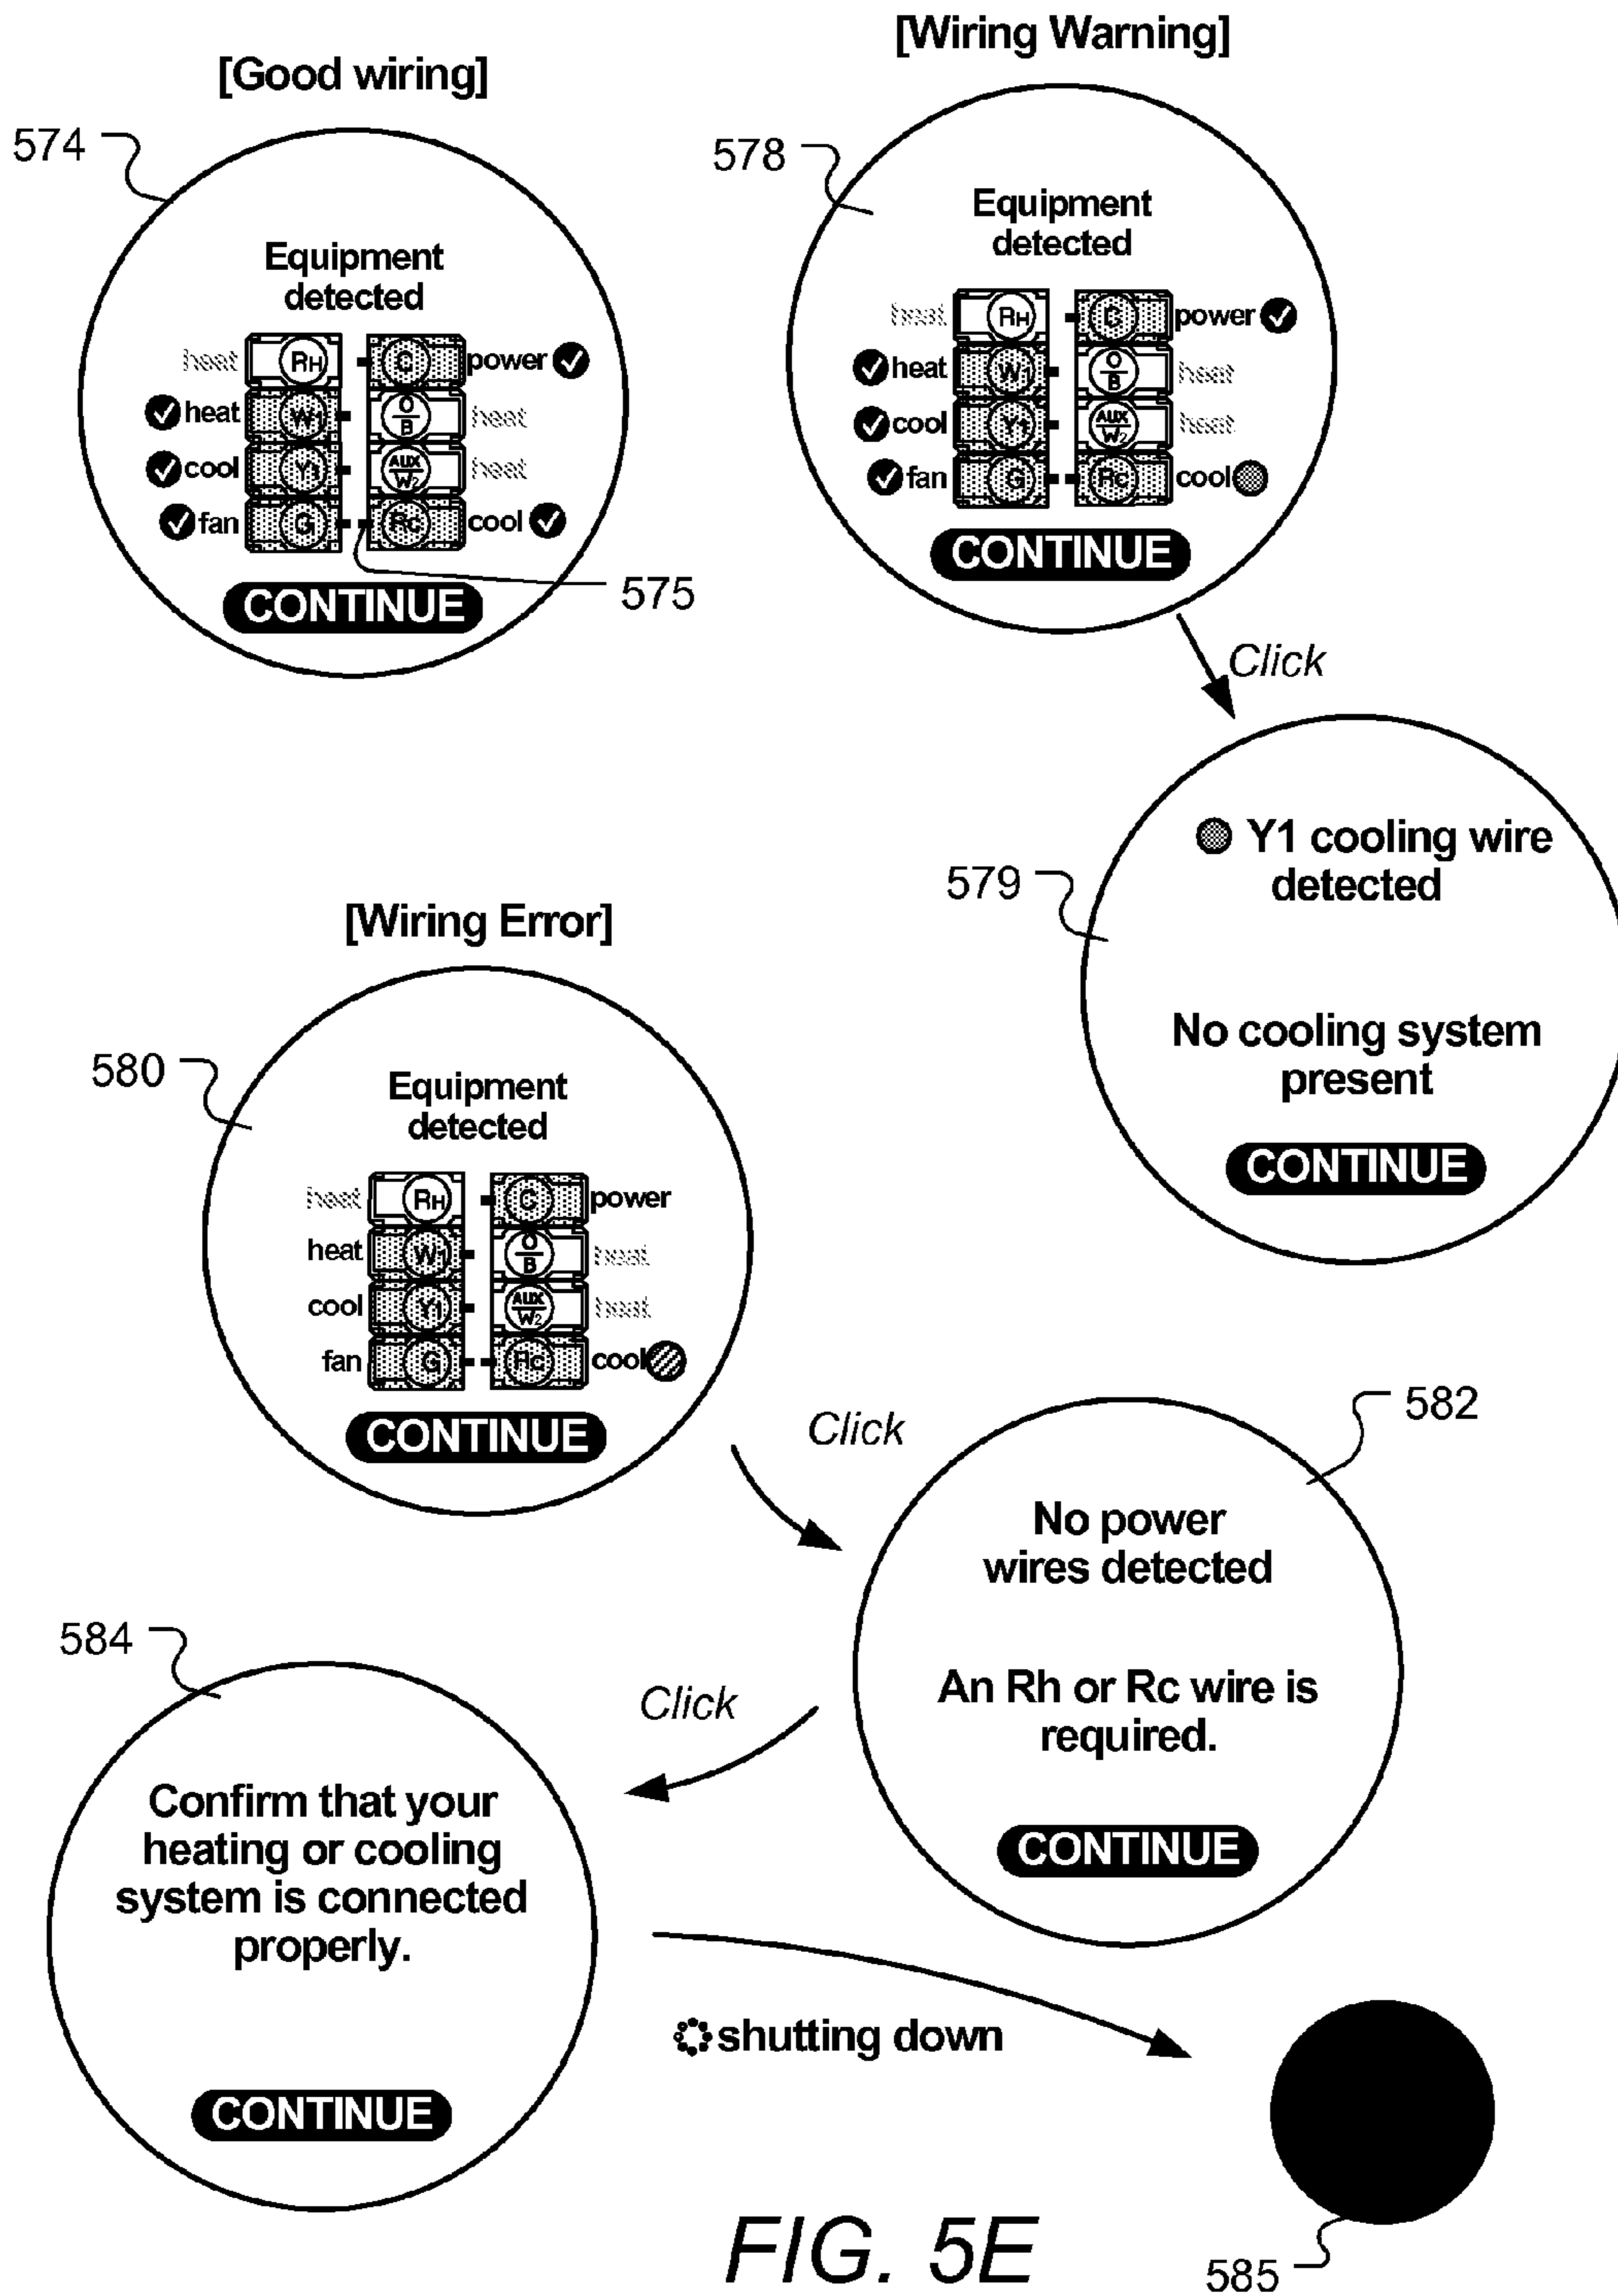 [Good wiring]
574
Equipment
detected
heat RH C power
heat W1 O/B heat
cool Y1 AUX/W2 heat
fan G RC cool
CONTINUE
575
[Wiring Warning]
578
Equipment
detected
heat RH C power
heat W1 O/B heat
cool Y1 AUX/W2 heat
fan G RC cool
CONTINUE
Click
579
Y1 cooling wire
detected
No cooling system
present
CONTINUE
[Wiring Error]
580
Equipment
detected
heat RH C power
heat W1 O/B heat
cool Y1 AUX/W2 heat
fan G RC cool
CONTINUE
Click
582
No power
wires detected
An Rh or Rc wire is
required.
CONTINUE
Click
584
Confirm that your
heating or cooling
system is connected
properly.
CONTINUE
shutting down
585
FIG. 5E